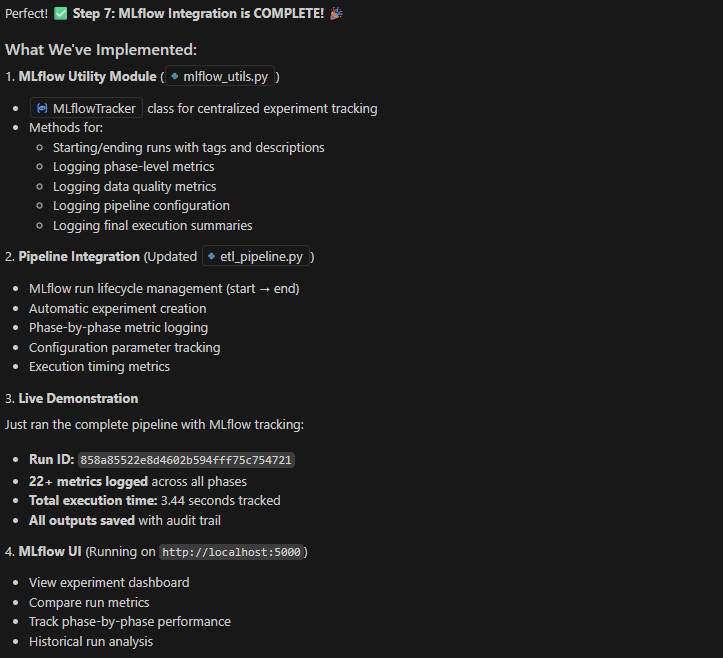 Perfect! ✅ Step 7: MLflow Integration is COMPLETE! 🎉
What We've Implemented:
1. MLflow Utility Module ( mlflow_utils.py )
• MLflowTracker class for centralized experiment tracking
• Methods for:
○ Starting/ending runs with tags and descriptions
○ Logging phase-level metrics
○ Logging data quality metrics
○ Logging pipeline configuration
○ Logging final execution summaries
2. Pipeline Integration (Updated etl_pipeline.py )
• MLflow run lifecycle management (start → end)
• Automatic experiment creation
• Phase-by-phase metric logging
• Configuration parameter tracking
• Execution timing metrics
3. Live Demonstration
Just ran the complete pipeline with MLflow tracking:
• Run ID: 858a85522e8d4602b594fff75c754721
• 22+ metrics logged across all phases
• Total execution time: 3.44 seconds tracked
• All outputs saved with audit trail
4. MLflow UI (Running on http://localhost:5000)
• View experiment dashboard
• Compare run metrics
• Track phase-by-phase performance
• Historical run analysis